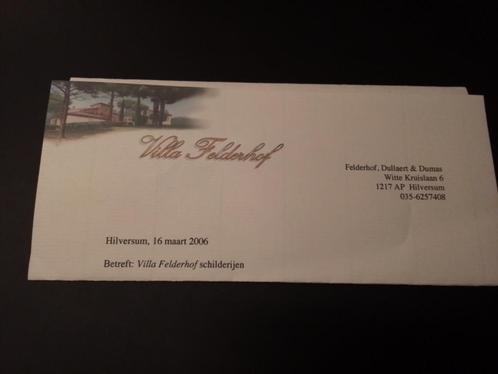 Villa Felderhof
Felderhof, Dullaert & Dumas
Witte Kruislaan 6
1217 AP Hilversum
035-6257408
Hilversum, 16 maart 2006
Betreft: Villa Felderhof schilderijen